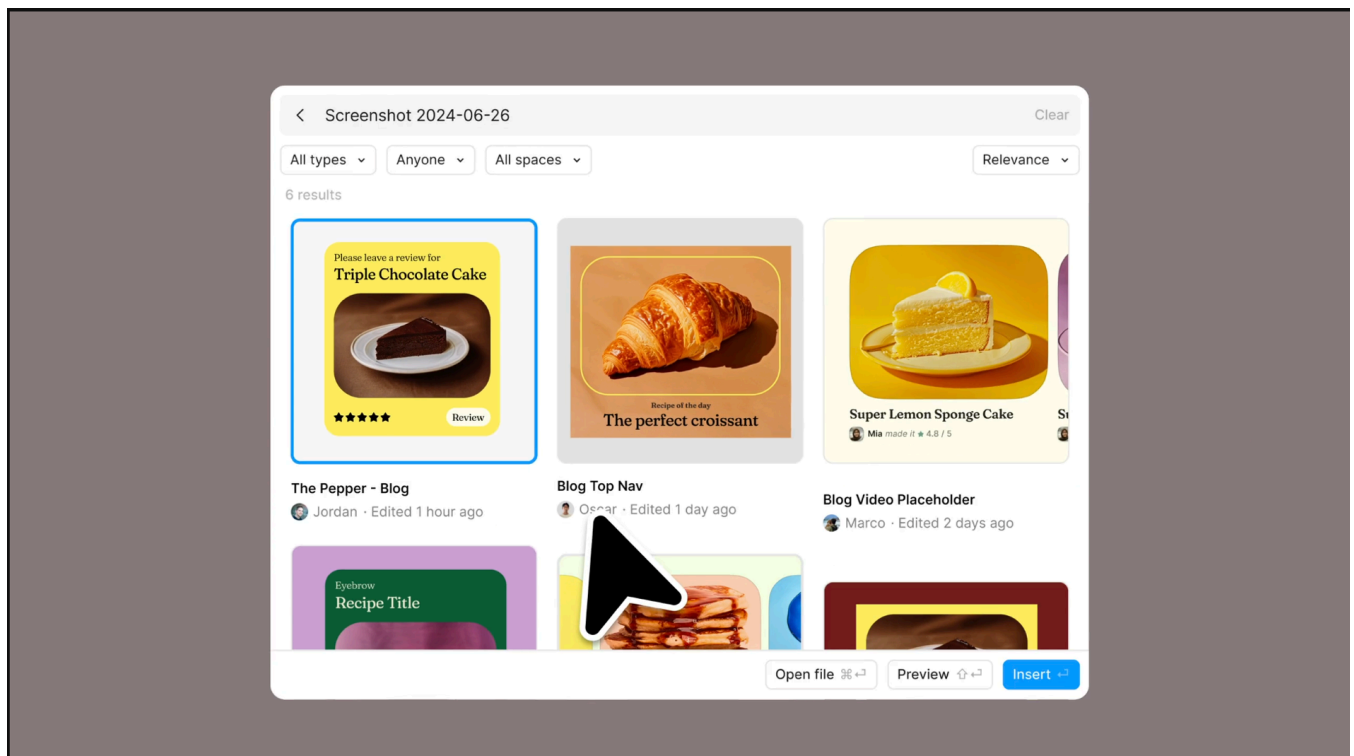 Screenshot 2024-06-26
Clear
All types
Anyone
All spaces
Relevance
6 results
Please leave a review for
Triple Chocolate Cake
Review
The Pepper - Blog
Jordan · Edited 1 hour ago
Recipe of the day
The perfect croissant
Blog Top Nav
Oscar · Edited 1 day ago
Super Lemon Sponge Cake
Mia made it ★ 4.8 / 5
Blog Video Placeholder
Marco · Edited 2 days ago
Eyebrow
Recipe Title
Open file ⌘⏎
Preview ⇧⏎
Insert ⏎